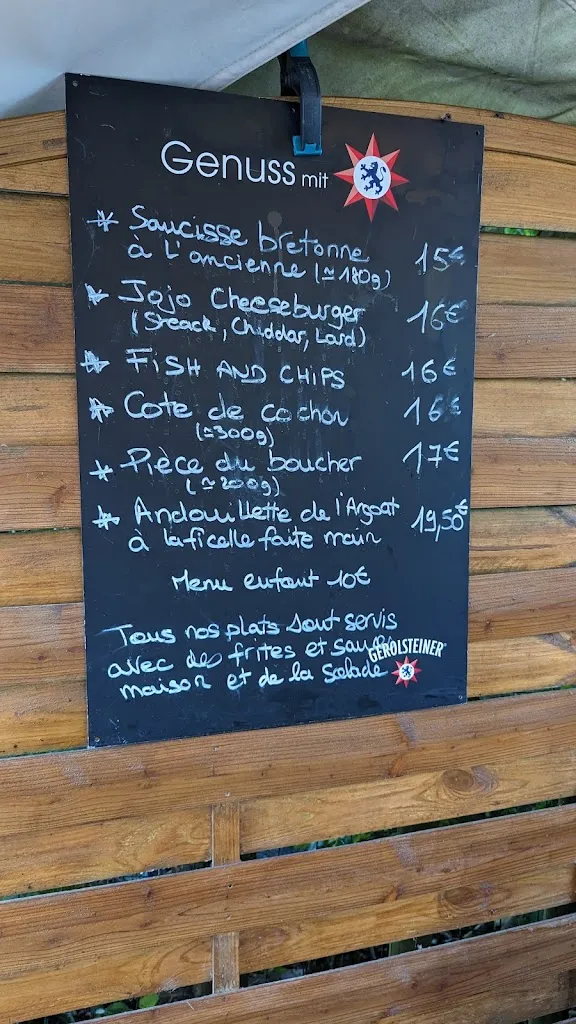 Genuss mit
* Saucisse bretonne
à l'ancienne (≃180g) 15€
* Jojo Cheeseburger 16€
(Steack, Cheddar, Lard)
* FISH AND CHIPS 16€
* Cote de cochon 16€
(≃300g)
* Pièce du boucher 17€
(≃200g)
* Andouillette de l'Argoat
à la ficelle faite main 19,50€
Menu enfant 10€
Tous nos plats sont servis
avec des frites et sauce
maison et de la salade
GEROLSTEINER